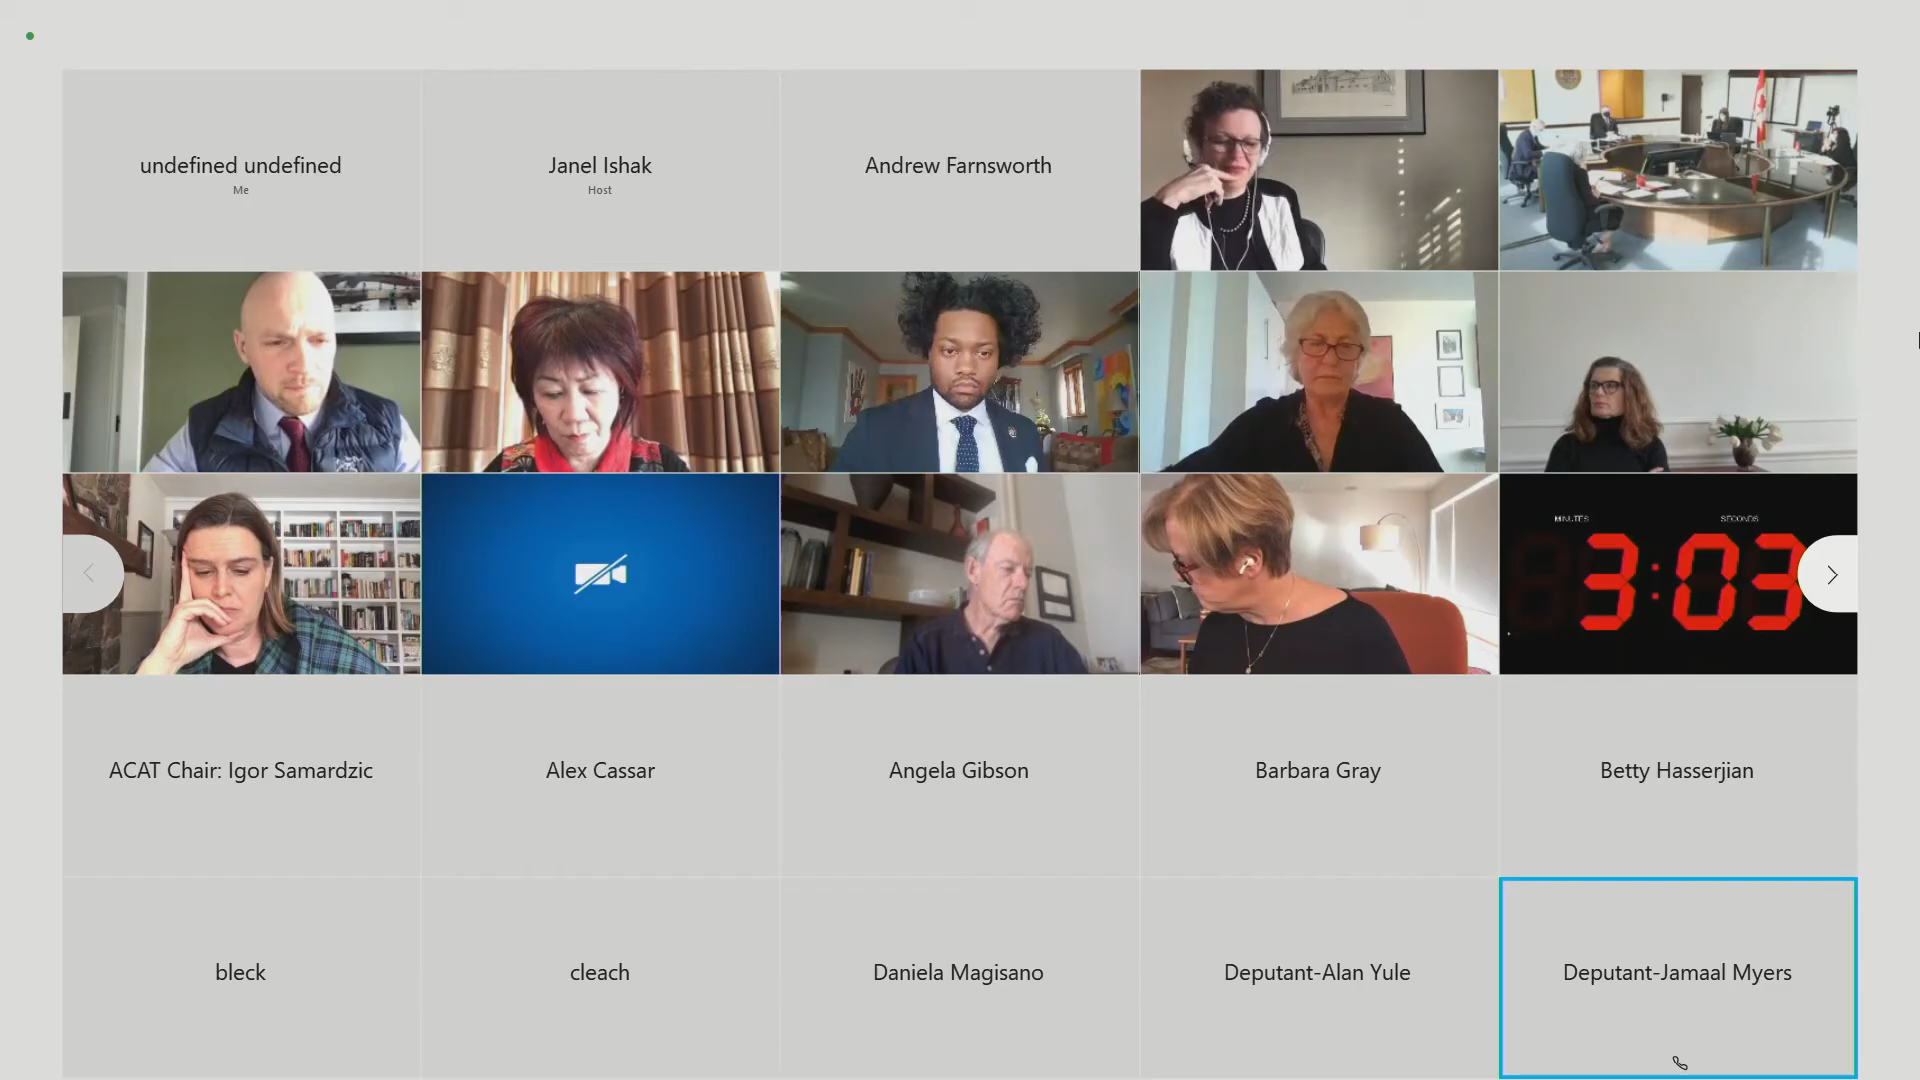 undefined undefined
Me
Janel Ishak
Host
Andrew Farnsworth
MINUTES
SECONDS
3:03
ACAT Chair: Igor Samardzic
Alex Cassar
Angela Gibson
Barbara Gray
Betty Hasserjian
bleck
cleach
Daniela Magisano
Deputant-Alan Yule
Deputant-Jamaal Myers